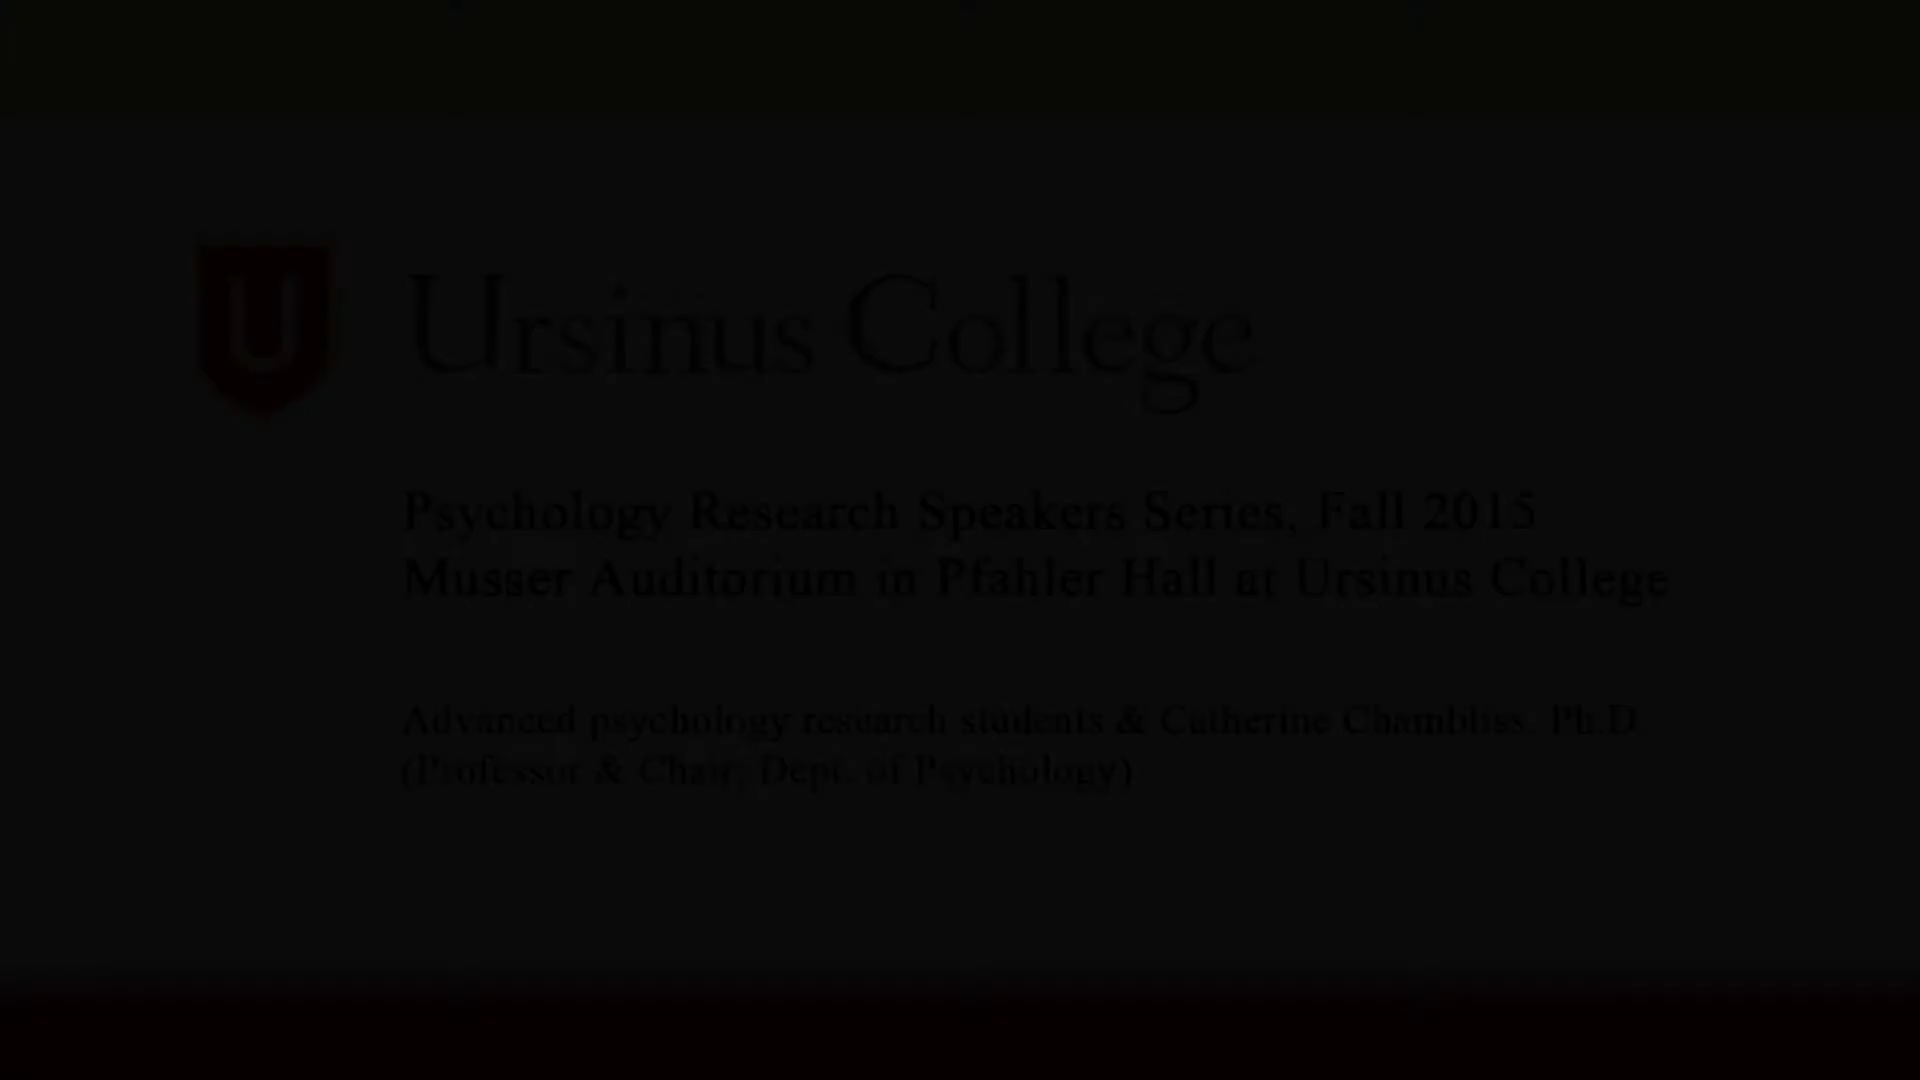 U
Ursinus College
Psychology Research Speakers Series, Fall 2015
Musser Auditorium in Pfahler Hall at Ursinus College
Advanced psychology research students & Catherine Chambliss, Ph.D.
(Professor & Chair, Dept. of Psychology)